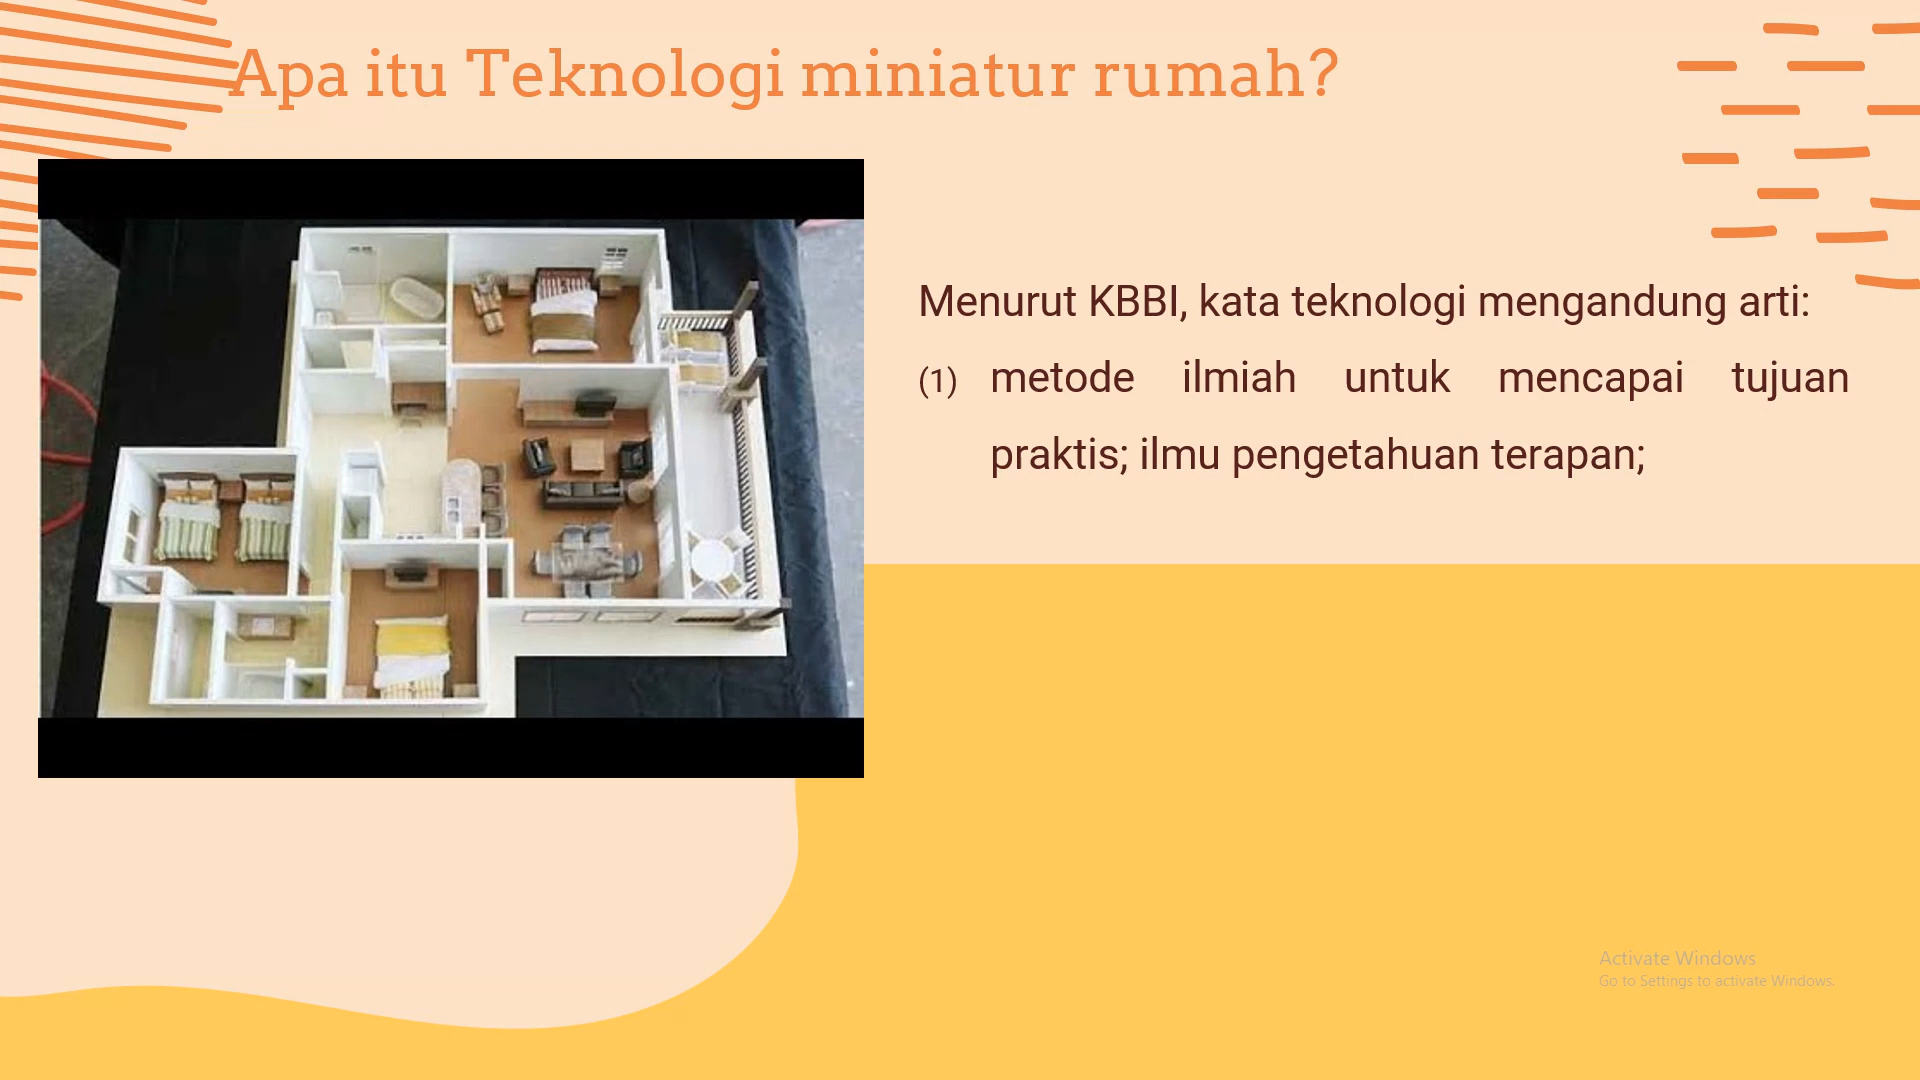 Apa itu Teknologi miniatur rumah?
Menurut KBBI, kata teknologi mengandung arti:
(1) metode ilmiah untuk mencapai tujuan
praktis; ilmu pengetahuan terapan;
Activate Windows
Go to Settings to activate Windows.